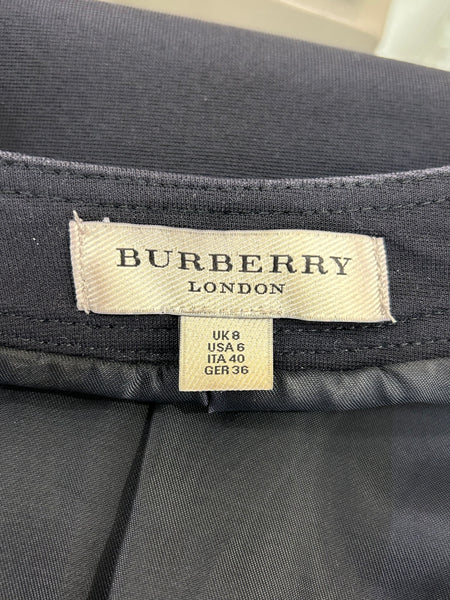 BURBERRY
LONDON
UK 8
USA 6
ITA 40
GER 36